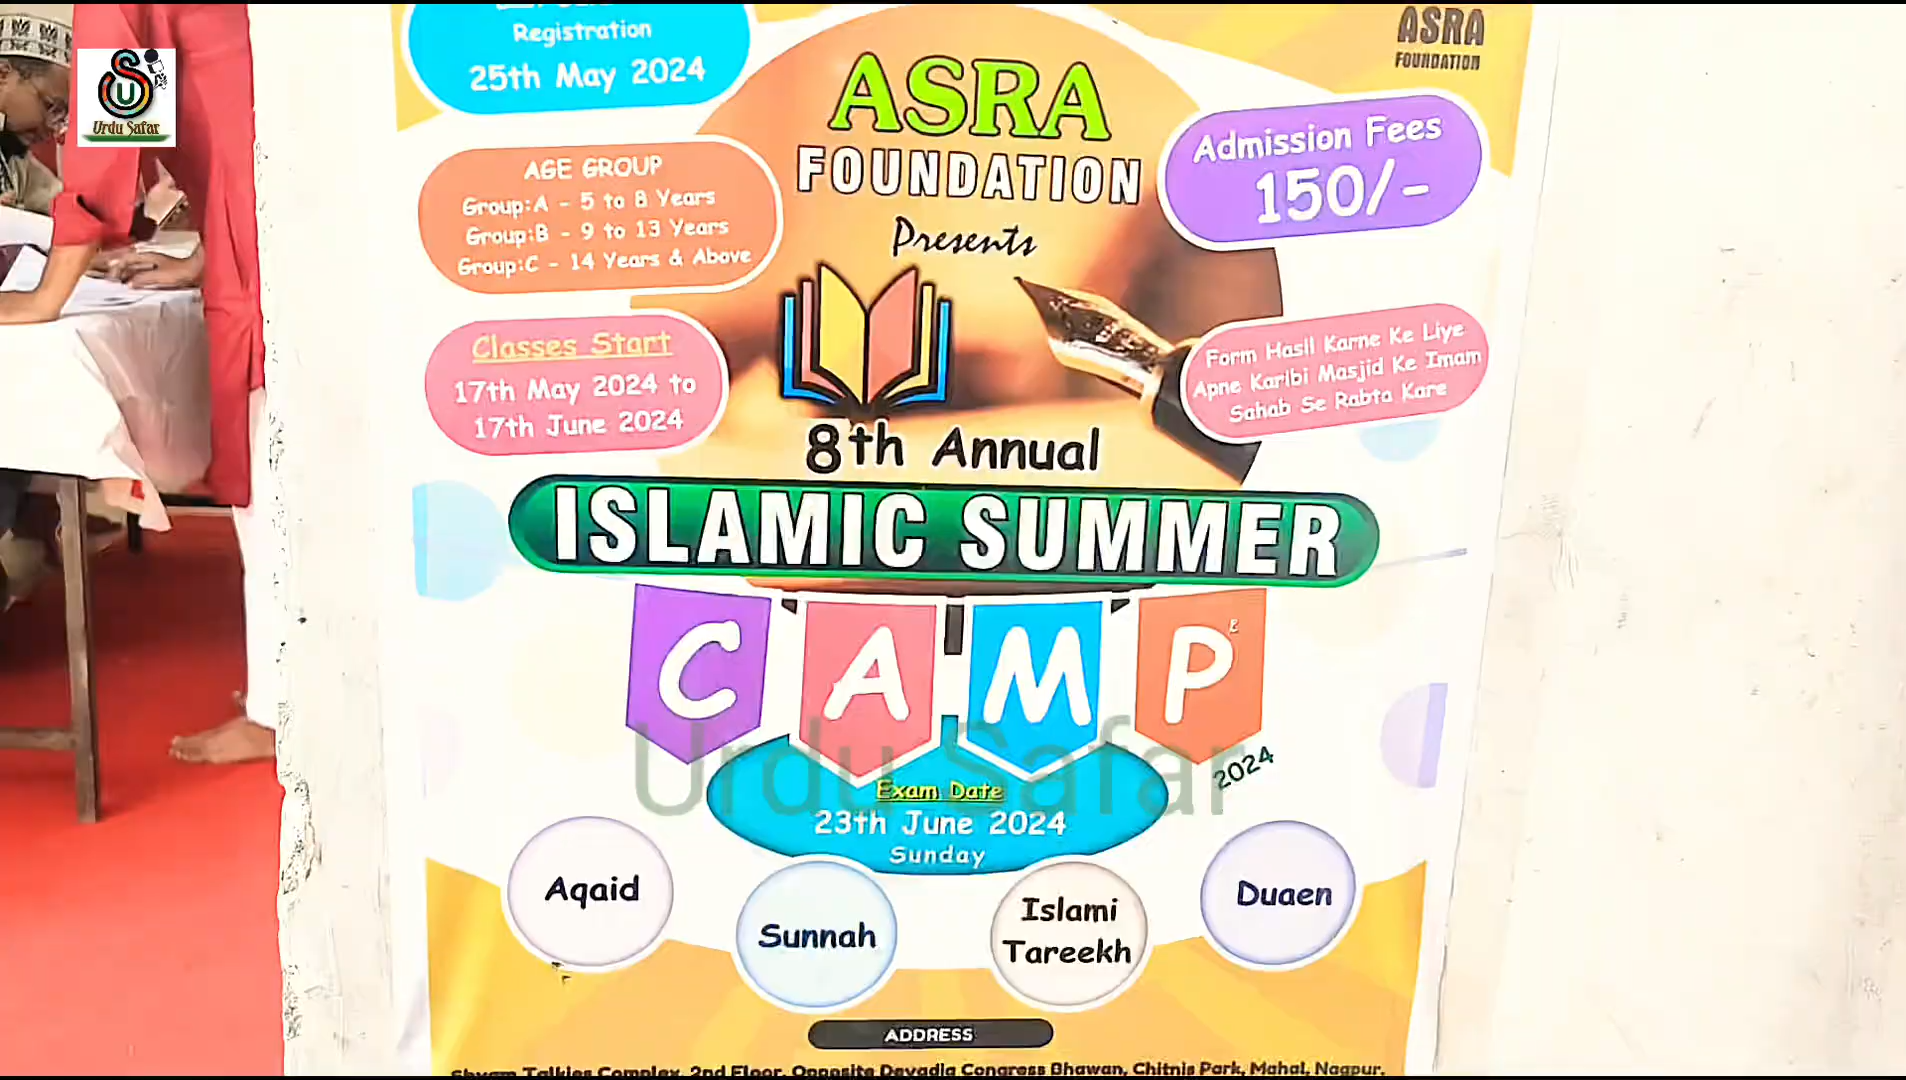 Registration
25th May 2024
ASRA
FOUNDATION
Urdu Safar
ASRA
FOUNDATION
Presents
Admission Fees
150/-
AGE GROUP
Group:A - 5 to 8 Years
Group:B - 9 to 13 Years
Group:C - 14 Years & Above
Classes Start
17th May 2024 to
17th June 2024
Form Hasil Karne Ke Liye
Apne Karibi Masjid Ke Imam
Sahab Se Rabta Kare
8th Annual
ISLAMIC SUMMER
CAMP
2024
Urdu Safar
Exam Date
23th June 2024
Sunday
Aqaid
Sunnah
Islami
Tareekh
Duaen
ADDRESS
Shyam Talkies Complex, 2nd Floor, Opposite Devadia Congress Bhawan, Chitnis Park, Mahal, Nagpur.